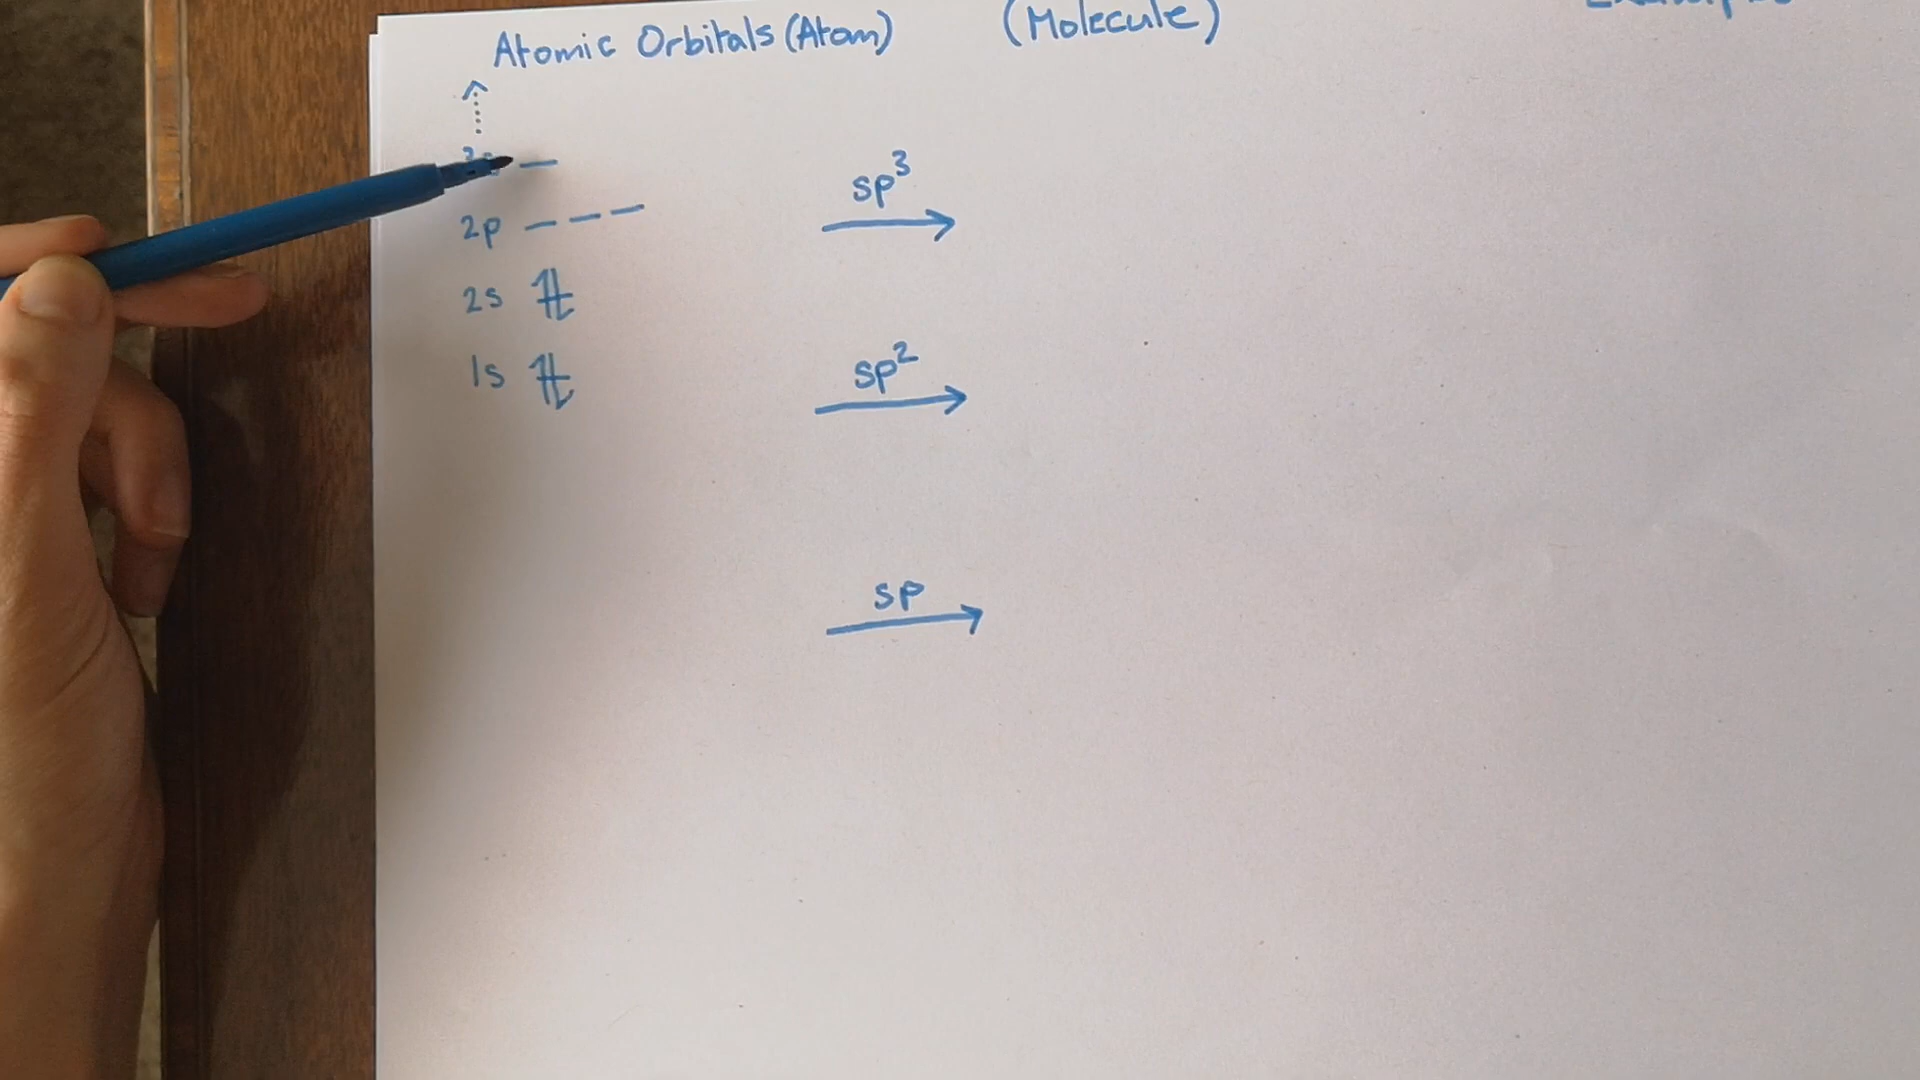 Atomic Orbitals (Atom) (Molecule)
2p
2s
1s
sp³
sp²
sp